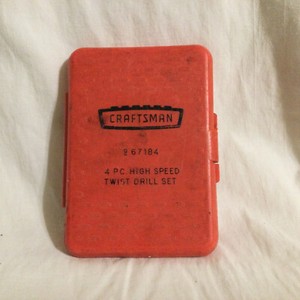 CRAFTSMAN
9 67184
4 PC. HIGH SPEED
TWIST DRILL SET